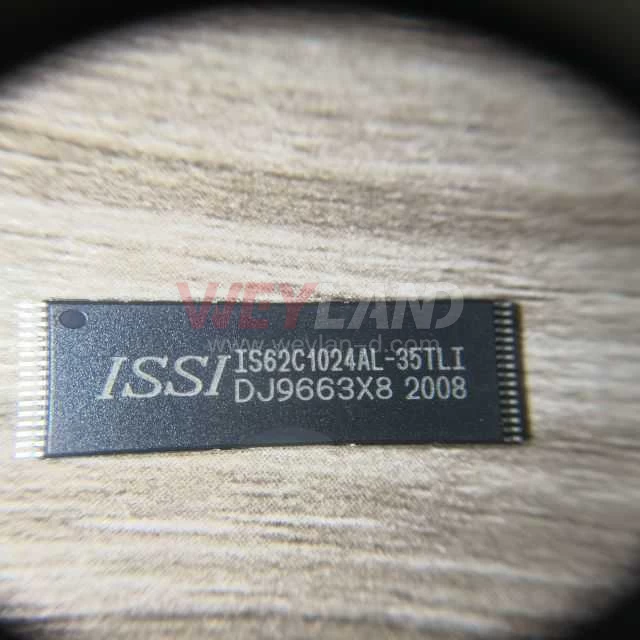 WEYLAND
www.weylan-d.com
ISSI
IS62C1024AL-35TLI
DJ9663X8 2008